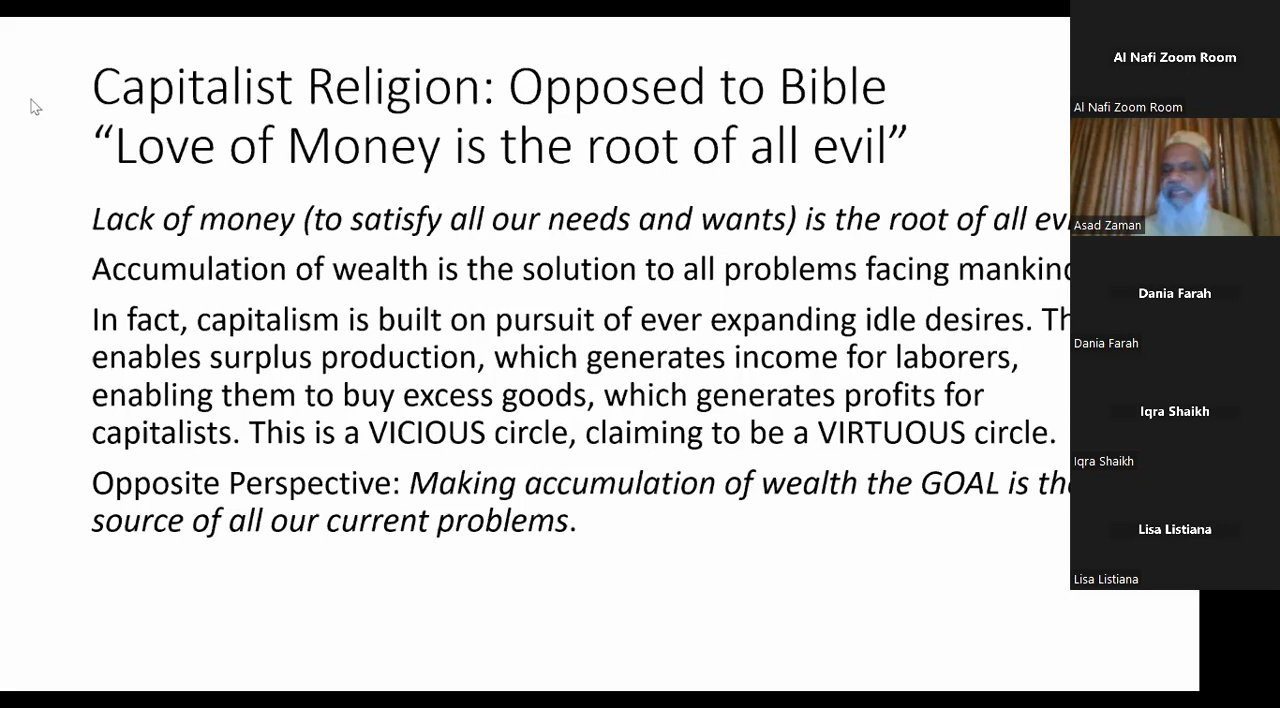 Capitalist Religion: Opposed to Bible
“Love of Money is the root of all evil”
Lack of money (to satisfy all our needs and wants) is the root of all
Accumulation of wealth is the solution to all problems facing
In fact, capitalism is built on pursuit of ever expanding idle desires.
enables surplus production, which generates income for laborers,
enabling them to buy excess goods, which generates profits for
capitalists. This is a VICIOUS circle, claiming to be a VIRTUOUS circle.
Opposite Perspective: Making accumulation of wealth the GOAL is
source of all our current problems.
Al Nafi Zoom Room
Al Nafi Zoom Room
Asad Zaman
Dania Farah
Dania Farah
Iqra Shaikh
Iqra Shaikh
Lisa Listiana
Lisa Listiana